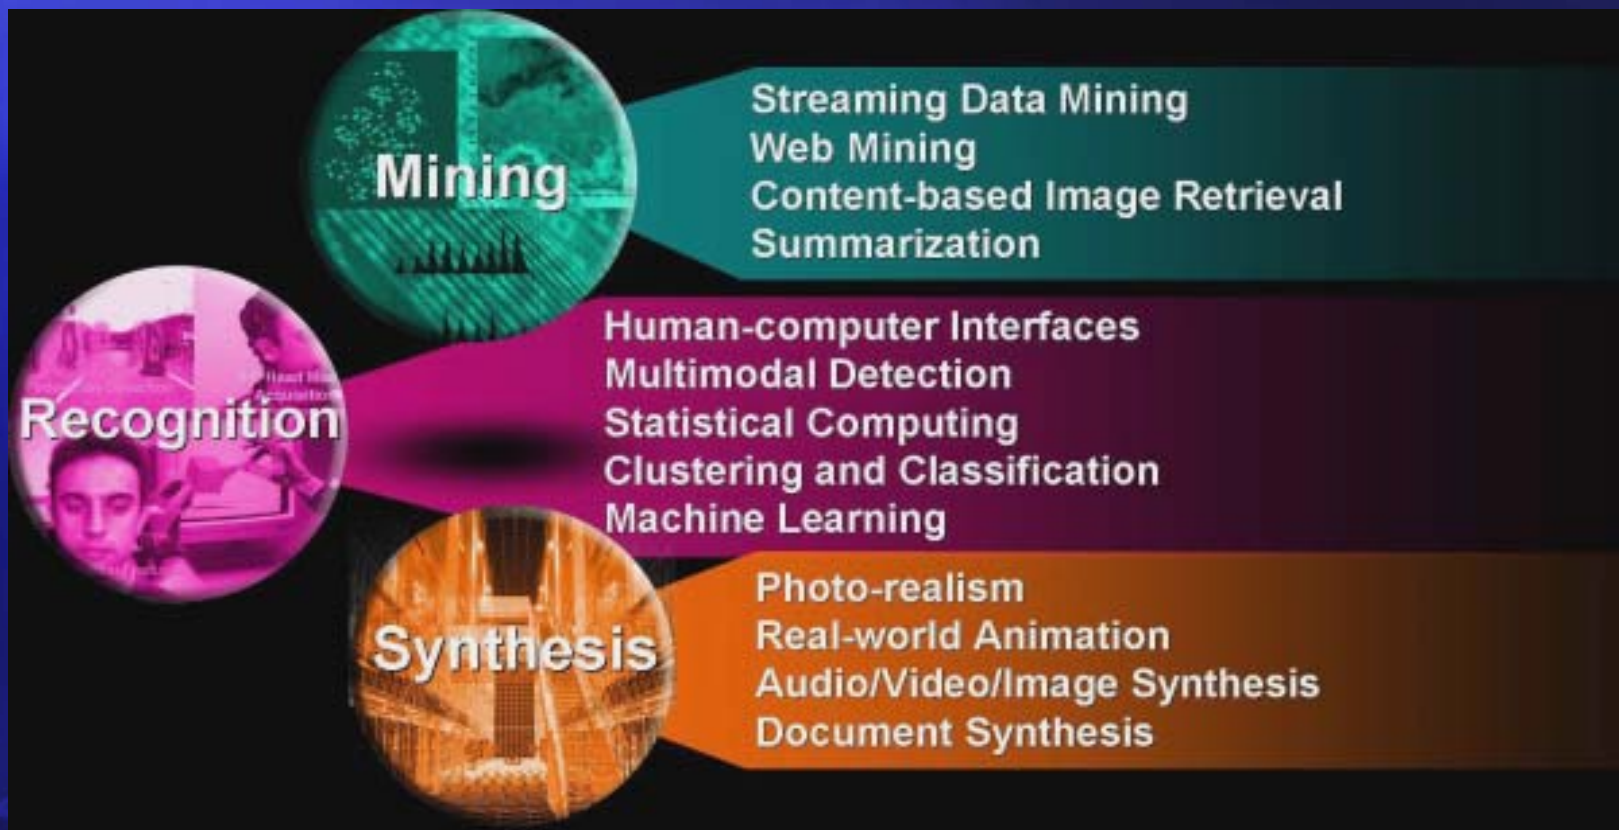 Mining
Streaming Data Mining
Web Mining
Content-based Image Retrieval
Summarization
Recognition
Human-computer Interfaces
Multimodal Detection
Statistical Computing
Clustering and Classification
Machine Learning
Synthesis
Photo-realism
Real-world Animation
Audio/Video/Image Synthesis
Document Synthesis